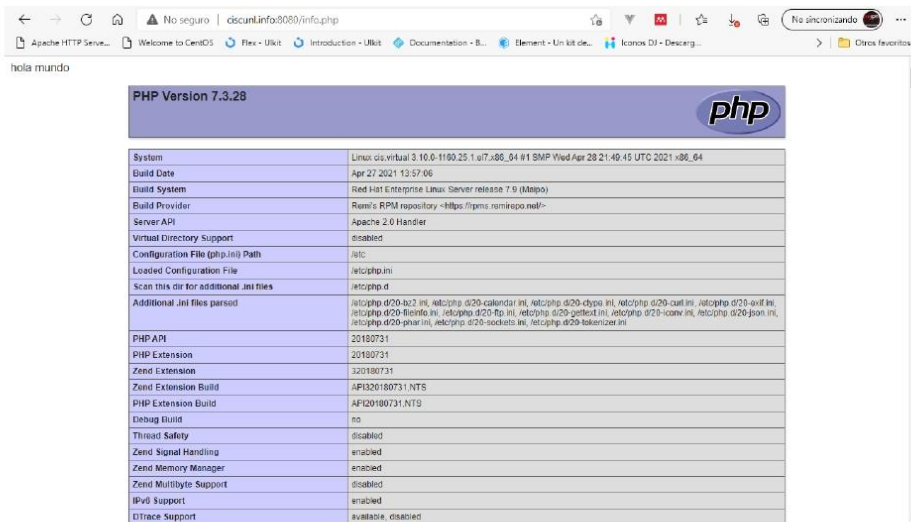 No seguro | ciscunl.info:8080/info.php
No sincronizando
Apache HTTP Serve...
Welcome to CentOS
Flex - UIkit
Introduction - UIkit
Documentation - B...
Element - Un kit de...
Iconos DJ - Descarg...
Otros favoritos
hola mundo
PHP Version 7.3.28
php
System Linux cis.virtual 3.10.0-1160.25.1.el7.x86_64 #1 SMP Wed Apr 28 21:49:45 UTC 2021 x86_64
Build Date Apr 27 2021 13:57:06
Build System Red Hat Enterprise Linux Server release 7.9 (Maipo)
Build Provider Remi's RPM repository <https://rpms.remirepo.net/>
Server API Apache 2.0 Handler
Virtual Directory Support disabled
Configuration File (php.ini) Path /etc
Loaded Configuration File /etc/php.ini
Scan this dir for additional .ini files /etc/php.d
Additional .ini files parsed /etc/php.d/20-bz2.ini, /etc/php.d/20-calendar.ini, /etc/php.d/20-ctype.ini, /etc/php.d/20-curl.ini, /etc/php.d/20-exif.ini,
/etc/php.d/20-fileinfo.ini, /etc/php.d/20-ftp.ini, /etc/php.d/20-gettext.ini, /etc/php.d/20-iconv.ini, /etc/php.d/20-json.ini,
/etc/php.d/20-phar.ini, /etc/php.d/20-sockets.ini, /etc/php.d/20-tokenizer.ini
PHP API 20180731
PHP Extension 20180731
Zend Extension 320180731
Zend Extension Build API320180731,NTS
PHP Extension Build API20180731,NTS
Debug Build no
Thread Safety disabled
Zend Signal Handling enabled
Zend Memory Manager enabled
Zend Multibyte Support disabled
IPv6 Support enabled
DTrace Support available, disabled